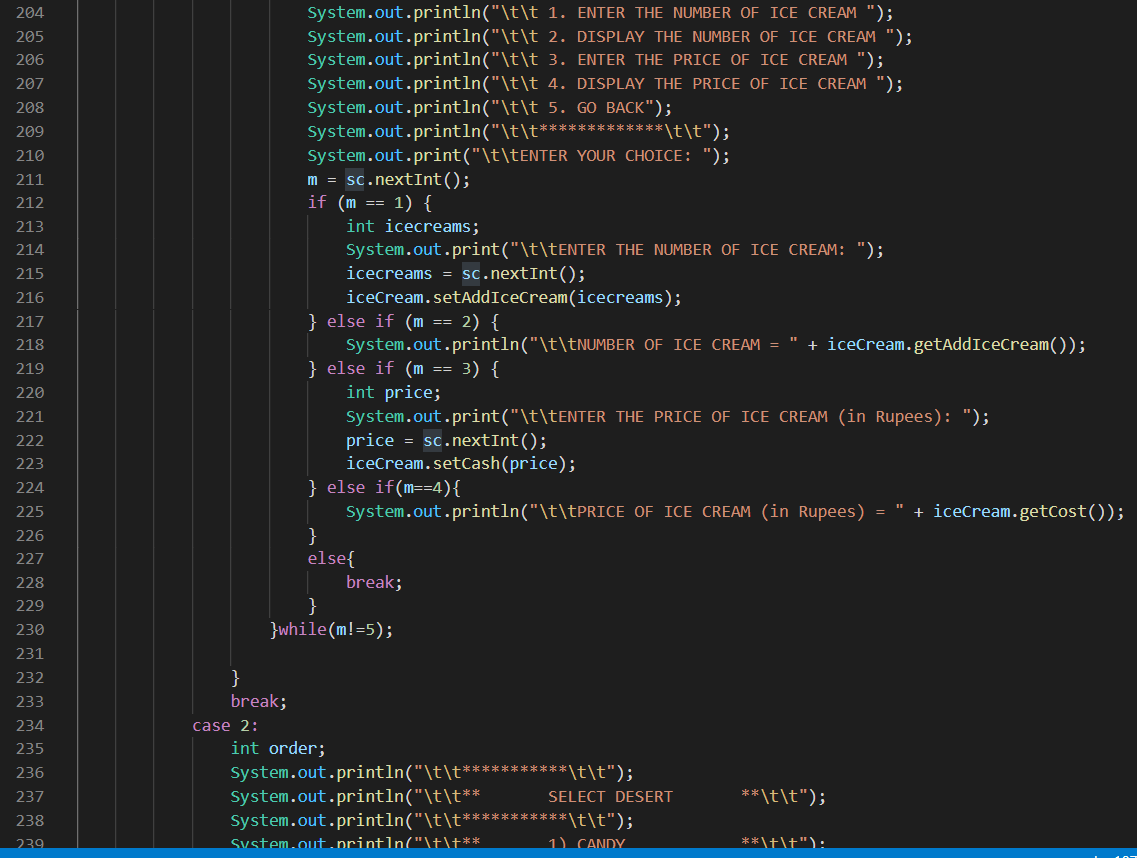 204 System.out.println("\t\t 1. ENTER THE NUMBER OF ICE CREAM ");
205 System.out.println("\t\t 2. DISPLAY THE NUMBER OF ICE CREAM ");
206 System.out.println("\t\t 3. ENTER THE PRICE OF ICE CREAM ");
207 System.out.println("\t\t 4. DISPLAY THE PRICE OF ICE CREAM ");
208 System.out.println("\t\t 5. GO BACK");
209 System.out.println("\t\t*************\t\t");
210 System.out.print("\t\tENTER YOUR CHOICE: ");
211 m = sc.nextInt();
212 if (m == 1) {
213 int icecreams;
214 System.out.print("\t\tENTER THE NUMBER OF ICE CREAM: ");
215 icecreams = sc.nextInt();
216 iceCream.setAddIceCream(icecreams);
217 } else if (m == 2) {
218 System.out.println("\t\tNUMBER OF ICE CREAM = " + iceCream.getAddIceCream());
219 } else if (m == 3) {
220 int price;
221 System.out.print("\t\tENTER THE PRICE OF ICE CREAM (in Rupees): ");
222 price = sc.nextInt();
223 iceCream.setCash(price);
224 } else if(m==4){
225 System.out.println("\t\tPRICE OF ICE CREAM (in Rupees) = " + iceCream.getCost());
226 }
227 else{
228 break;
229 }
230 }while(m!=5);
231
232 }
233 break;
234 case 2:
235 int order;
236 System.out.println("\t\t***********\t\t");
237 System.out.println("\t\t**       SELECT DESERT       **\t\t");
238 System.out.println("\t\t***********\t\t");
239 System.out.println("\t\t**       1) CANDY            **\t\t");